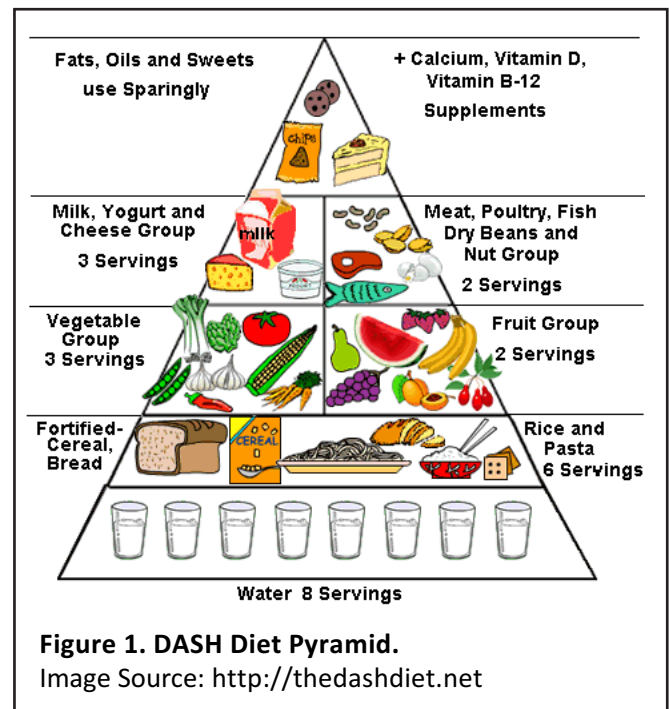 Fats, Oils and Sweets
use Sparingly
+ Calcium, Vitamin D,
Vitamin B-12
Supplements
chips
Milk, Yogurt and
Cheese Group
3 Servings
milk
Meat, Poultry, Fish
Dry Beans and
Nut Group
2 Servings
Vegetable
Group
3 Servings
Fruit Group
2 Servings
Fortified-
Cereal,
Bread
CEREAL
Rice and
Pasta
6 Servings
Water 8 Servings
Figure 1. DASH Diet Pyramid.
Image Source: http://thedashdiet.net